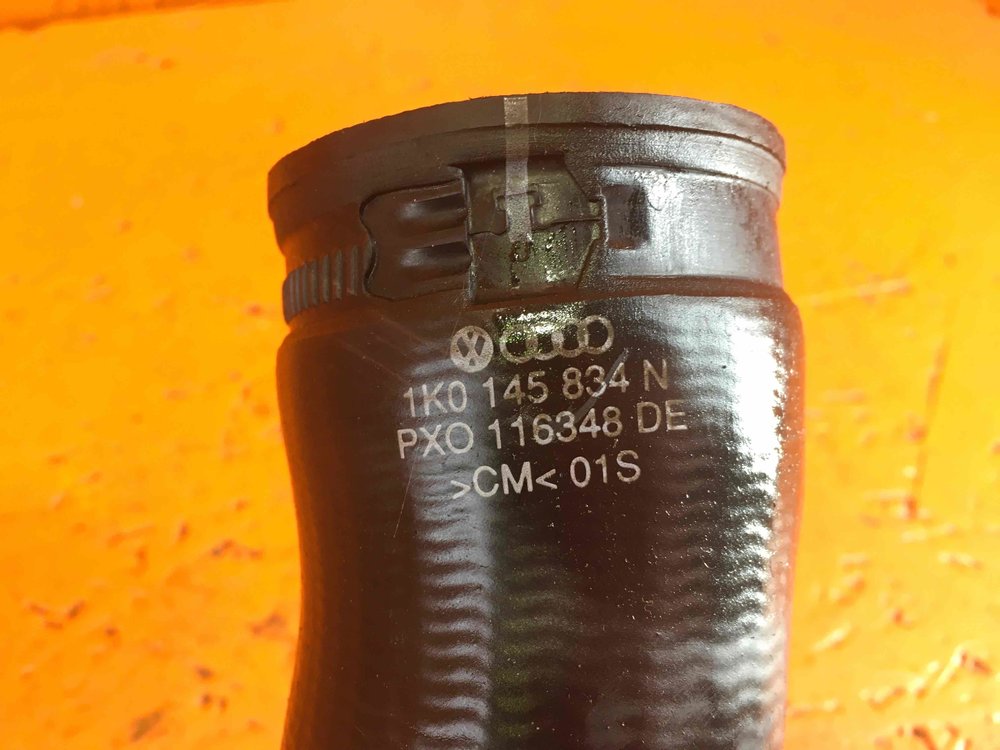 1K0 145 834 N
PXO 116348 DE
>CM< 01S